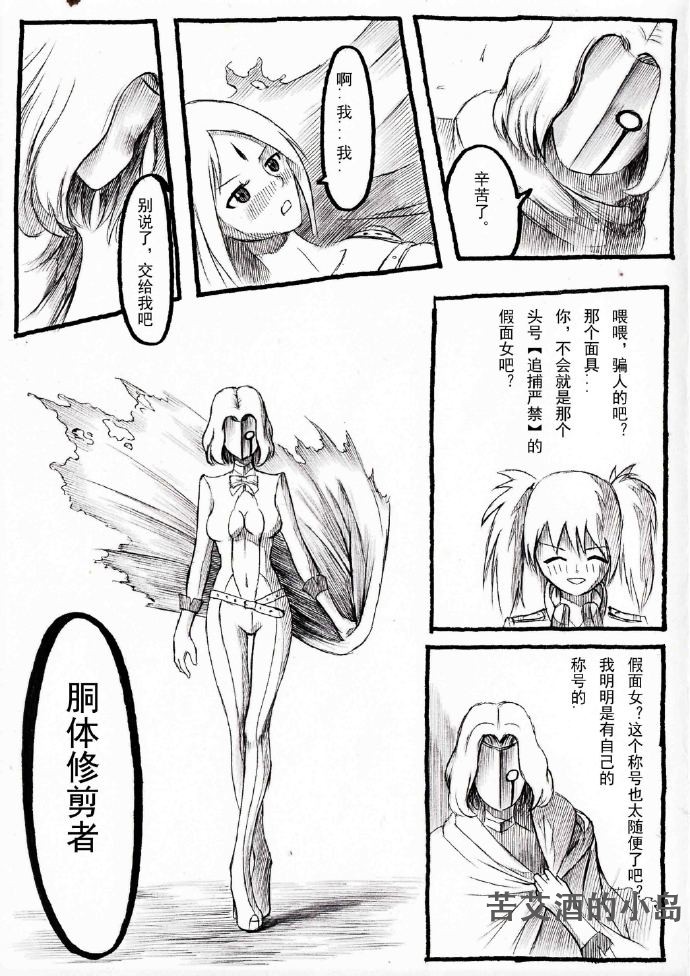 辛苦了。
啊…
我…
我…
别说了，
交给我吧
喂喂，骗人的吧？
那个面具…
你，不会就是那个
头号【追捕严禁】的
假面女吧？
假面女？这个称号也太随便了吧？
我明明是有自己的
称号的…
胴体修剪者
苦艾酒的小岛